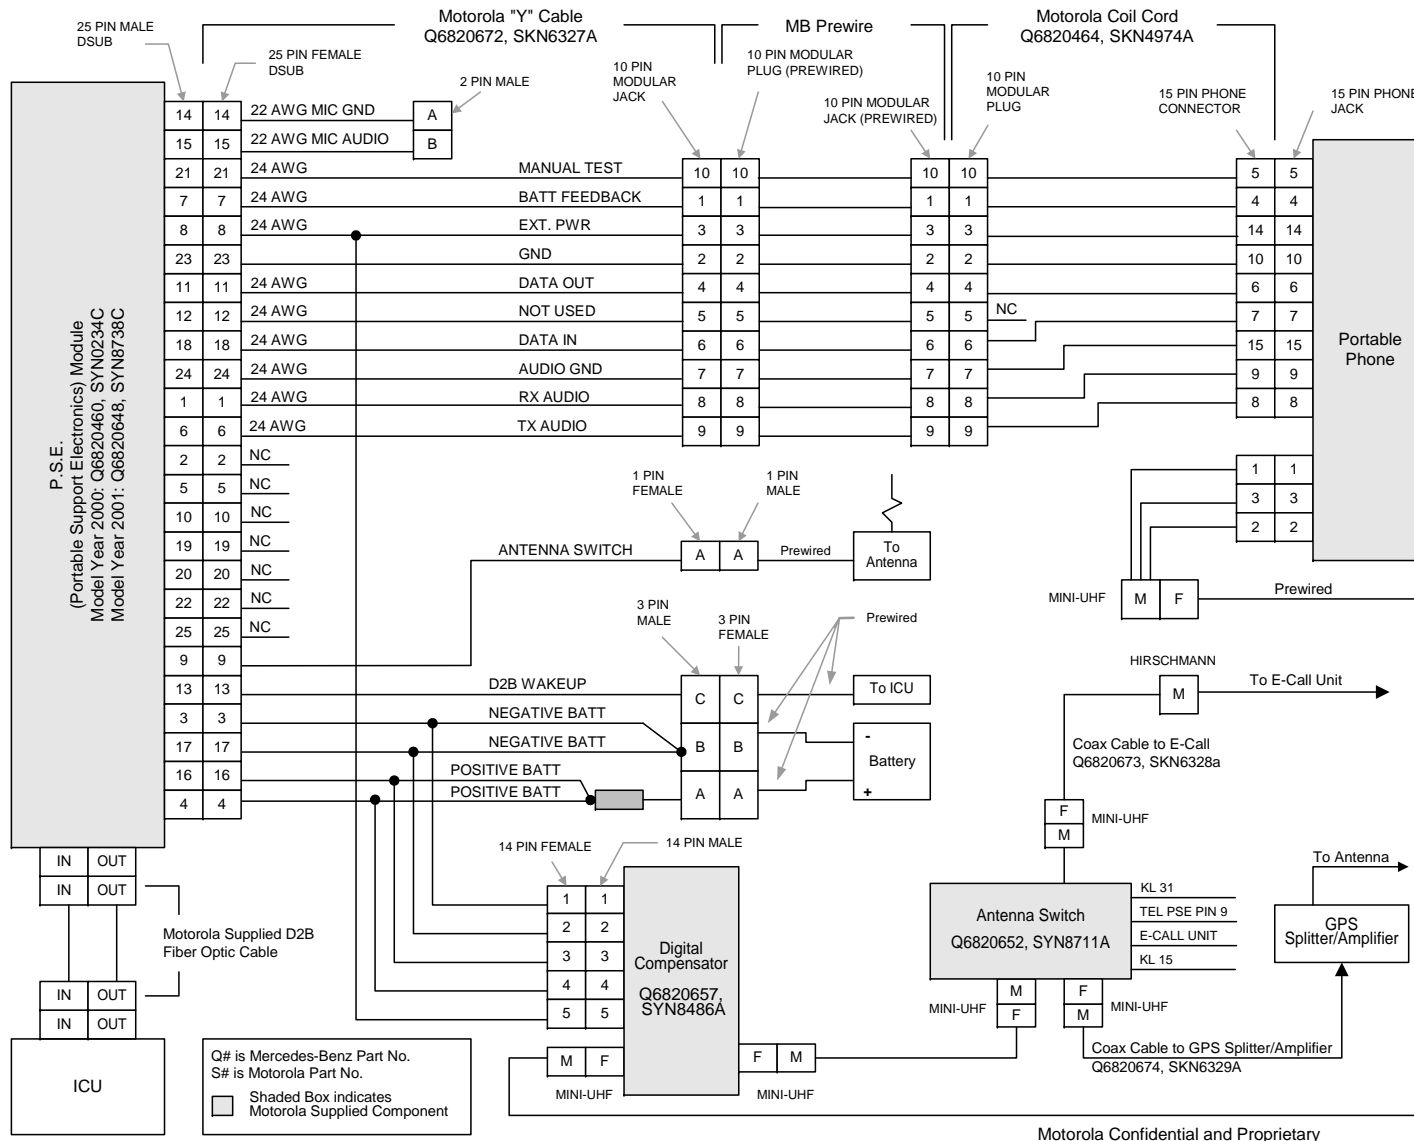 Motorola "Y" Cable
Q6820672, SKN6327A
MB Prewire
Motorola Coil Cord
Q6820464, SKN4974A
25 PIN MALE
DSUB
25 PIN FEMALE
DSUB
2 PIN MALE
10 PIN
MODULAR
JACK
10 PIN MODULAR
PLUG (PREWIRED)
10 PIN MODULAR
JACK (PREWIRED)
10 PIN
MODULAR
PLUG
15 PIN PHONE
CONNECTOR
15 PIN PHONE
JACK
P.S.E.
(Portable Support Electronics) Module
Model Year 2000: Q6820460, SYN0234C
Model Year 2001: Q6820648, SYN8738C
14 14 22 AWG MIC GND A
15 15 22 AWG MIC AUDIO B
21 21 24 AWG MANUAL TEST 10 10 10 10 5 5
7 7 24 AWG BATT FEEDBACK 1 1 1 1 4 4
8 8 24 AWG EXT. PWR 3 3 3 3 14 14
23 23 GND 2 2 2 2 10 10
11 11 24 AWG DATA OUT 4 4 4 4 6 6
12 12 24 AWG NOT USED 5 5 5 5 NC 7 7
18 18 24 AWG DATA IN 6 6 6 6 15 15
24 24 24 AWG AUDIO GND 7 7 7 7 9 9
1 1 24 AWG RX AUDIO 8 8 8 8 8 8
6 6 24 AWG TX AUDIO 9 9 9 9
2 2 NC
5 5 NC
10 10 NC
19 19 NC
20 20 NC
22 22 NC
25 25 NC
9 9
13 13 D2B WAKEUP
3 3 NEGATIVE BATT
17 17 NEGATIVE BATT
16 16 POSITIVE BATT
4 4 POSITIVE BATT
Portable
Phone
1 1
3 3
2 2
MINI-UHF
M F
Prewired
1 PIN
FEMALE
1 PIN
MALE
ANTENNA SWITCH
A A
Prewired
To
Antenna
3 PIN
MALE
3 PIN
FEMALE
Prewired
C C
B B
A A
To ICU
-
Battery
+
HIRSCHMANN
M
To E-Call Unit
Coax Cable to E-Call
Q6820673, SKN6328a
F
M
MINI-UHF
Antenna Switch
Q6820652, SYN8711A
KL 31
TEL PSE PIN 9
E-CALL UNIT
KL 15
To Antenna
GPS
Splitter/Amplifier
MINI-UHF
M
F
F
M
MINI-UHF
Coax Cable to GPS Splitter/Amplifier
Q6820674, SKN6329A
14 PIN FEMALE
14 PIN MALE
1 1
2 2
3 3
4 4
5 5
Digital
Compensator
Q6820657,
SYN8486A
M F
MINI-UHF
F M
MINI-UHF
IN OUT
IN OUT
Motorola Supplied D2B
Fiber Optic Cable
IN OUT
IN OUT
ICU
Q# is Mercedes-Benz Part No.
S# is Motorola Part No.
Shaded Box indicates
Motorola Supplied Component
Motorola Confidential and Proprietary